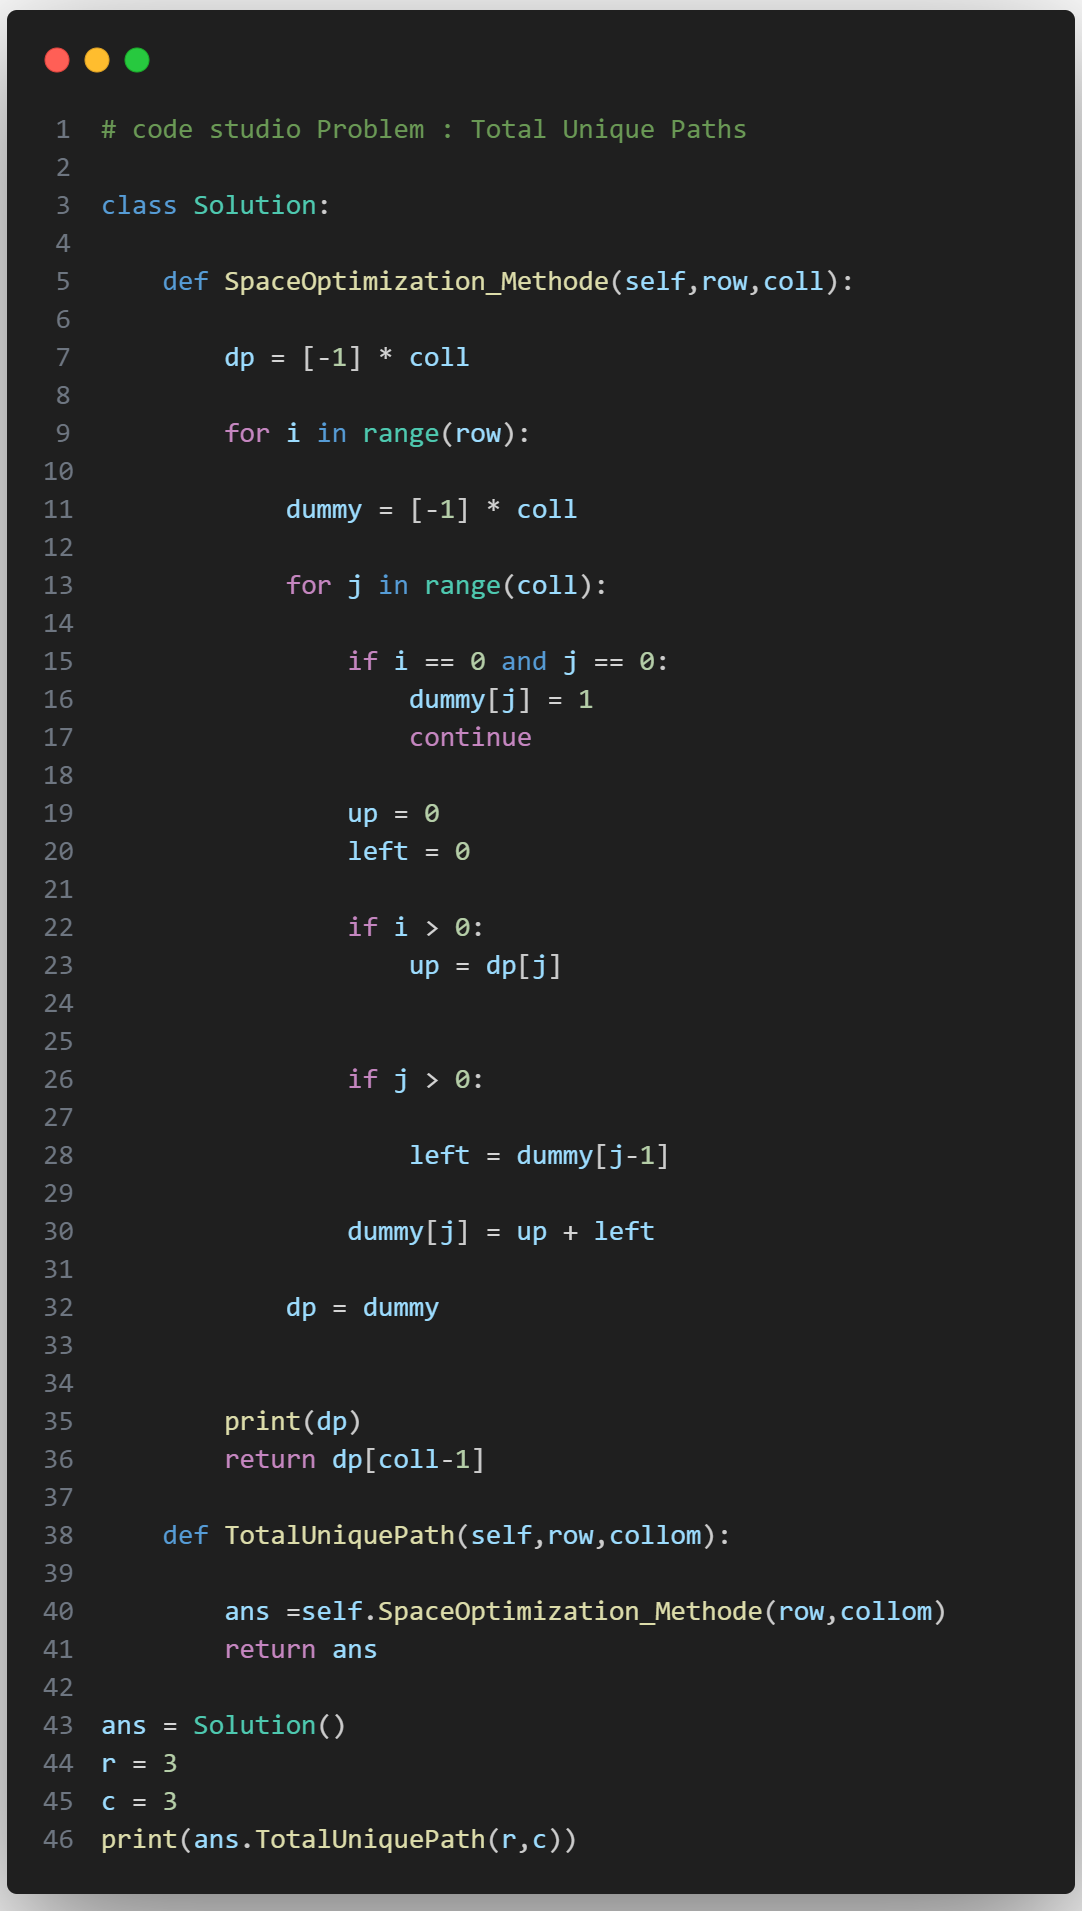 1 # code studio Problem : Total Unique Paths
2
3 class Solution:
4
5     def SpaceOptimization_Methode(self,row,coll):
6
7         dp = [-1] * coll
8
9         for i in range(row):
10
11             dummy = [-1] * coll
12
13             for j in range(coll):
14
15                 if i == 0 and j == 0:
16                     dummy[j] = 1
17                     continue
18
19                 up = 0
20                 left = 0
21
22                 if i > 0:
23                     up = dp[j]
24
25
26                 if j > 0:
27
28                     left = dummy[j-1]
29
30                 dummy[j] = up + left
31
32             dp = dummy
33
34
35         print(dp)
36         return dp[coll-1]
37
38     def TotalUniquePath(self,row,collom):
39
40         ans =self.SpaceOptimization_Methode(row,collom)
41         return ans
42
43 ans = Solution()
44 r = 3
45 c = 3
46 print(ans.TotalUniquePath(r,c))